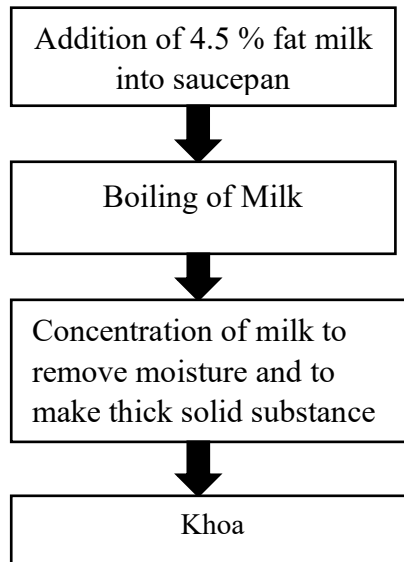 Addition of 4.5 % fat milk
into saucepan
Boiling of Milk
Concentration of milk to
remove moisture and to
make thick solid substance
Khoa